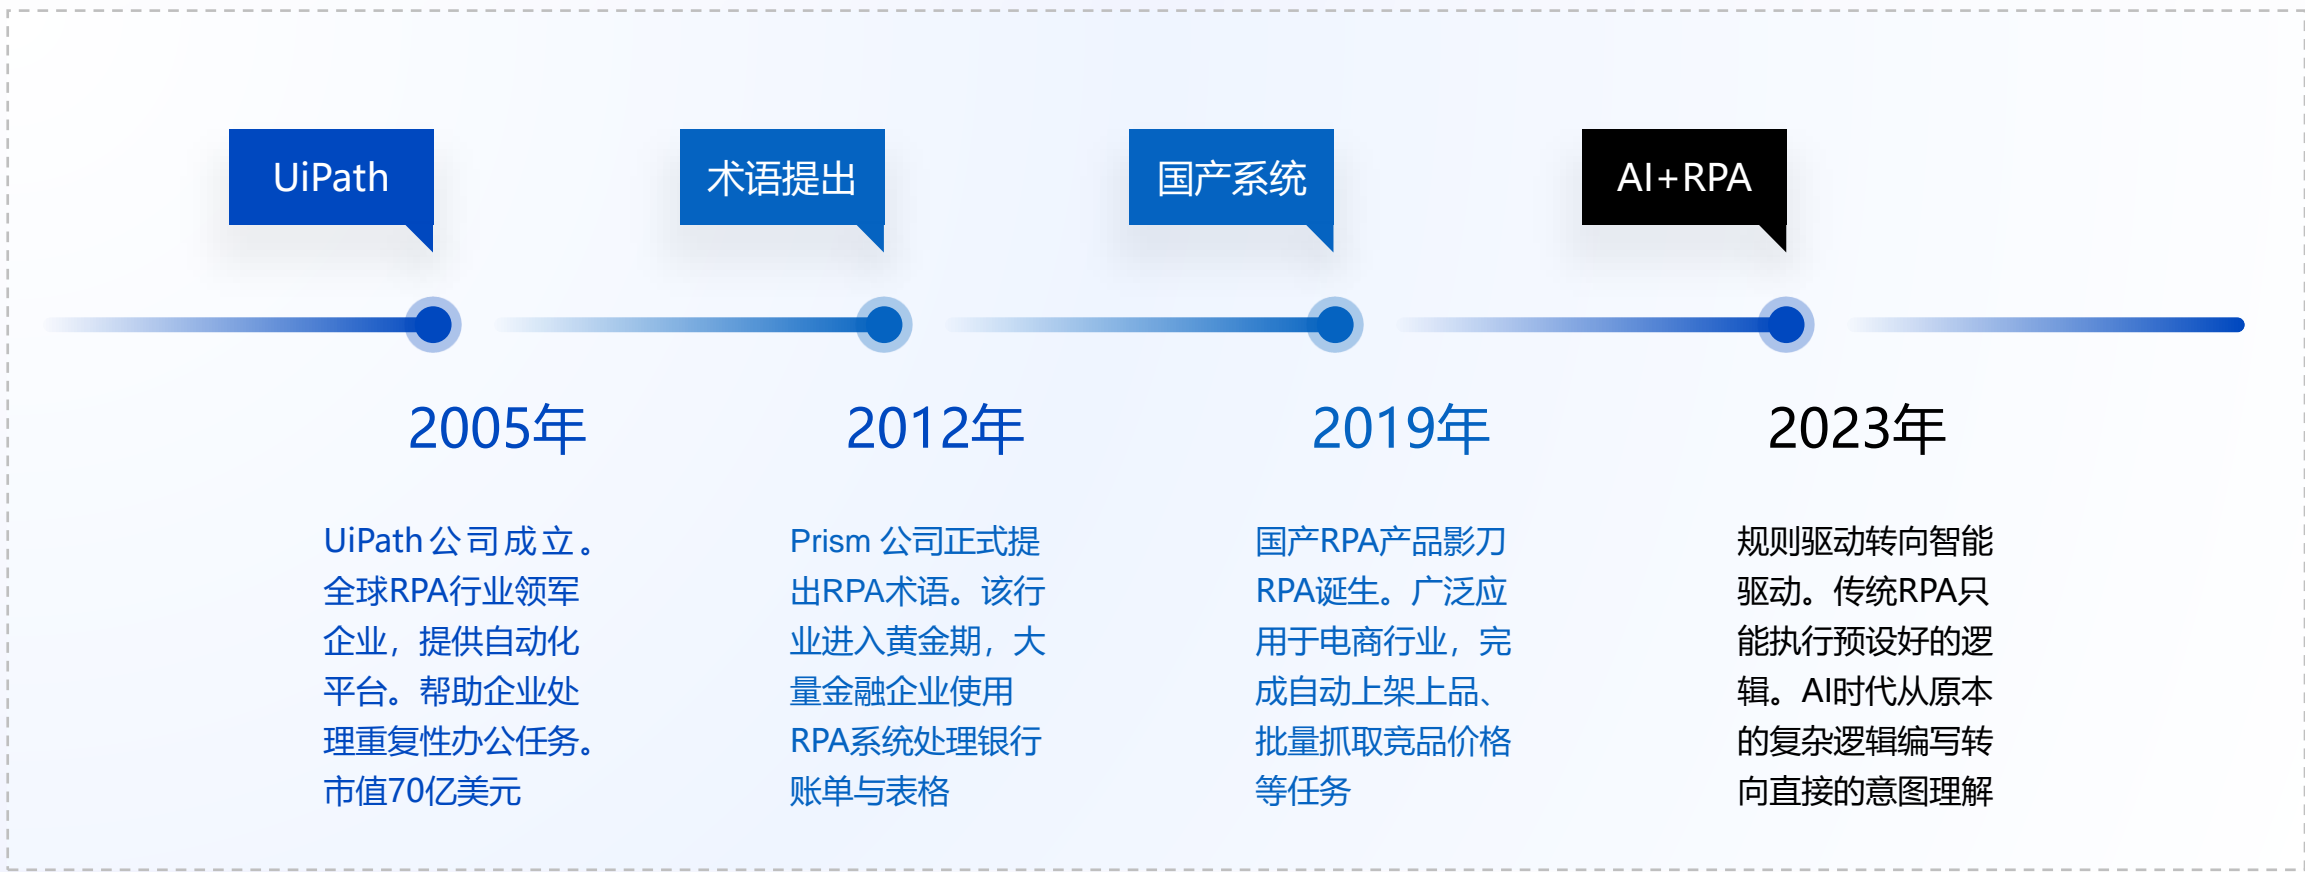 UiPath
术语提出
国产系统
AI+RPA
2005年
2012年
2019年
2023年
UiPath公司成立。
全球RPA行业领军
企业，提供自动化
平台。帮助企业处
理重复性办公任务。
市值70亿美元
Prism 公司正式提
出RPA术语。该行
业进入黄金期，大
量金融企业使用
RPA系统处理银行
账单与表格
国产RPA产品影刀
RPA诞生。广泛应
用于电商行业，完
成自动上架上品、
批量抓取竞品价格
等任务
规则驱动转向智能
驱动。传统RPA只
能执行预设好的逻
辑。AI时代从原本
的复杂逻辑编写转
向直接的意图理解